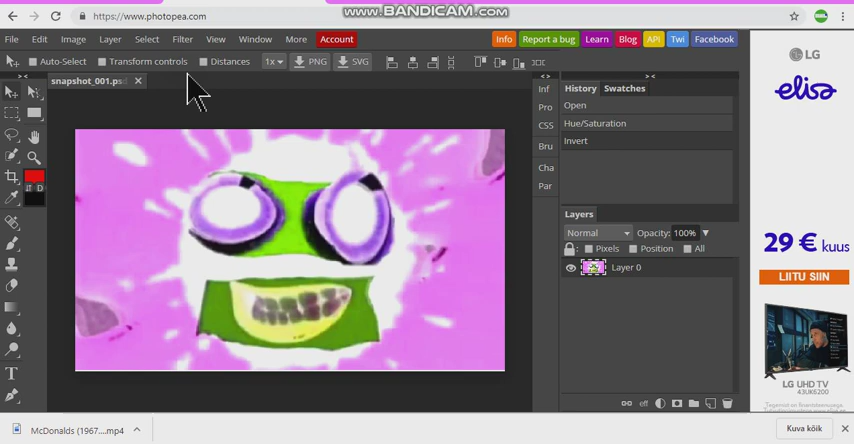 www.BANDICAM.com
https://www.photopea.com
File Edit Image Layer Select Filter View Window More Account Info Report a bug Learn Blog API Twi Facebook
Auto-Select Transform controls Distances 1x PNG SVG
snapshot_001.ps
Inf
Pro
CSS
Bru
Cha
Par
History Swatches
Open
Hue/Saturation
Invert
Layers
Normal Opacity: 100%
Pixels Position All
Layer 0
eff
LG
elisa
29 € kuus
LIITU SIIN
LG UHD TV
43UK6200
McDonalds (1967....mp4
Kuva kõik